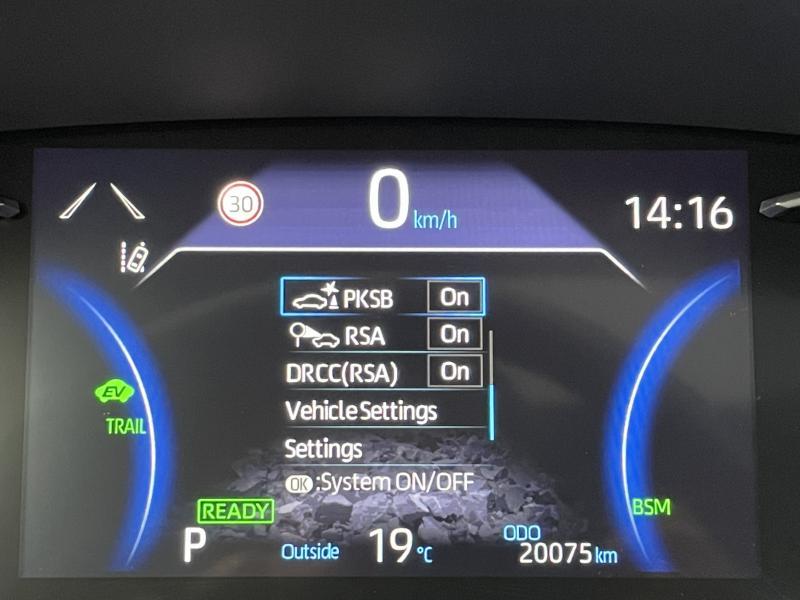 30
0 km/h
14:16
PKSB On
RSA On
DRCC(RSA) On
Vehicle Settings
Settings
OK :System ON/OFF
EV
TRAIL
BSM
READY
P
Outside 19 °C
ODO
20075 km